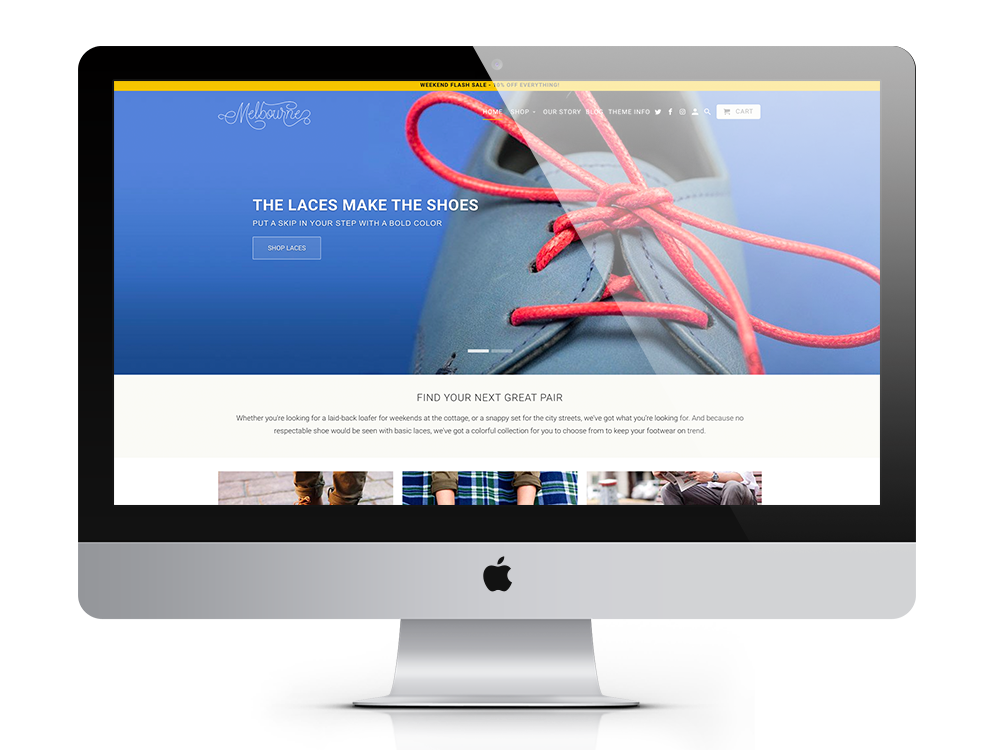 WEEKEND FLASH SALE - 10% OFF EVERYTHING!
Melbourne
HOME SHOP OUR STORY BLOG THEME INFO CART
THE LACES MAKE THE SHOES
PUT A SKIP IN YOUR STEP WITH A BOLD COLOR
SHOP LACES
FIND YOUR NEXT GREAT PAIR
Whether you're looking for a laid-back loafer for weekends at the cottage, or a snappy set for the city streets, we've got what you're looking for. And because no
respectable shoe would be seen with basic laces, we've got a colorful collection for you to choose from to keep your footwear on trend.